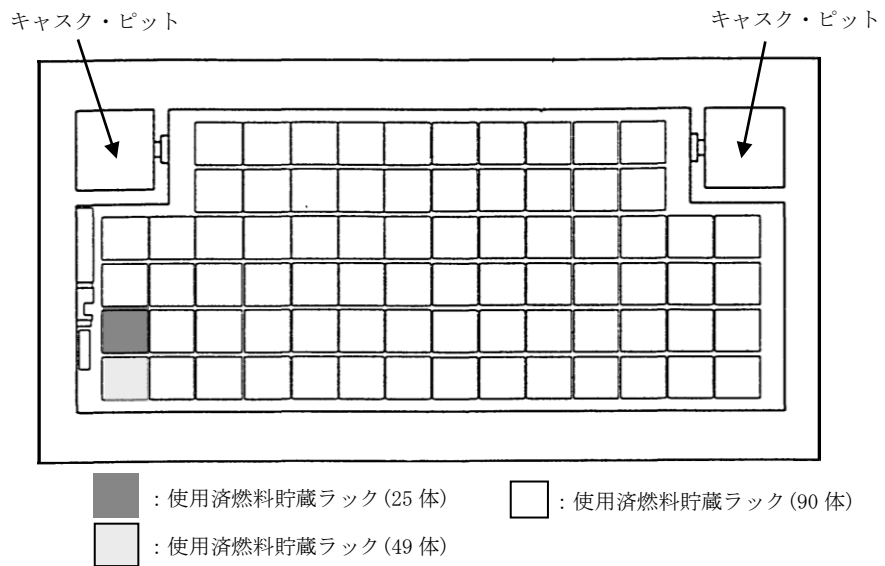 キャスク・ピット
キャスク・ピット
：使用済燃料貯蔵ラック(25 体)
：使用済燃料貯蔵ラック(90 体)
：使用済燃料貯蔵ラック(49 体)